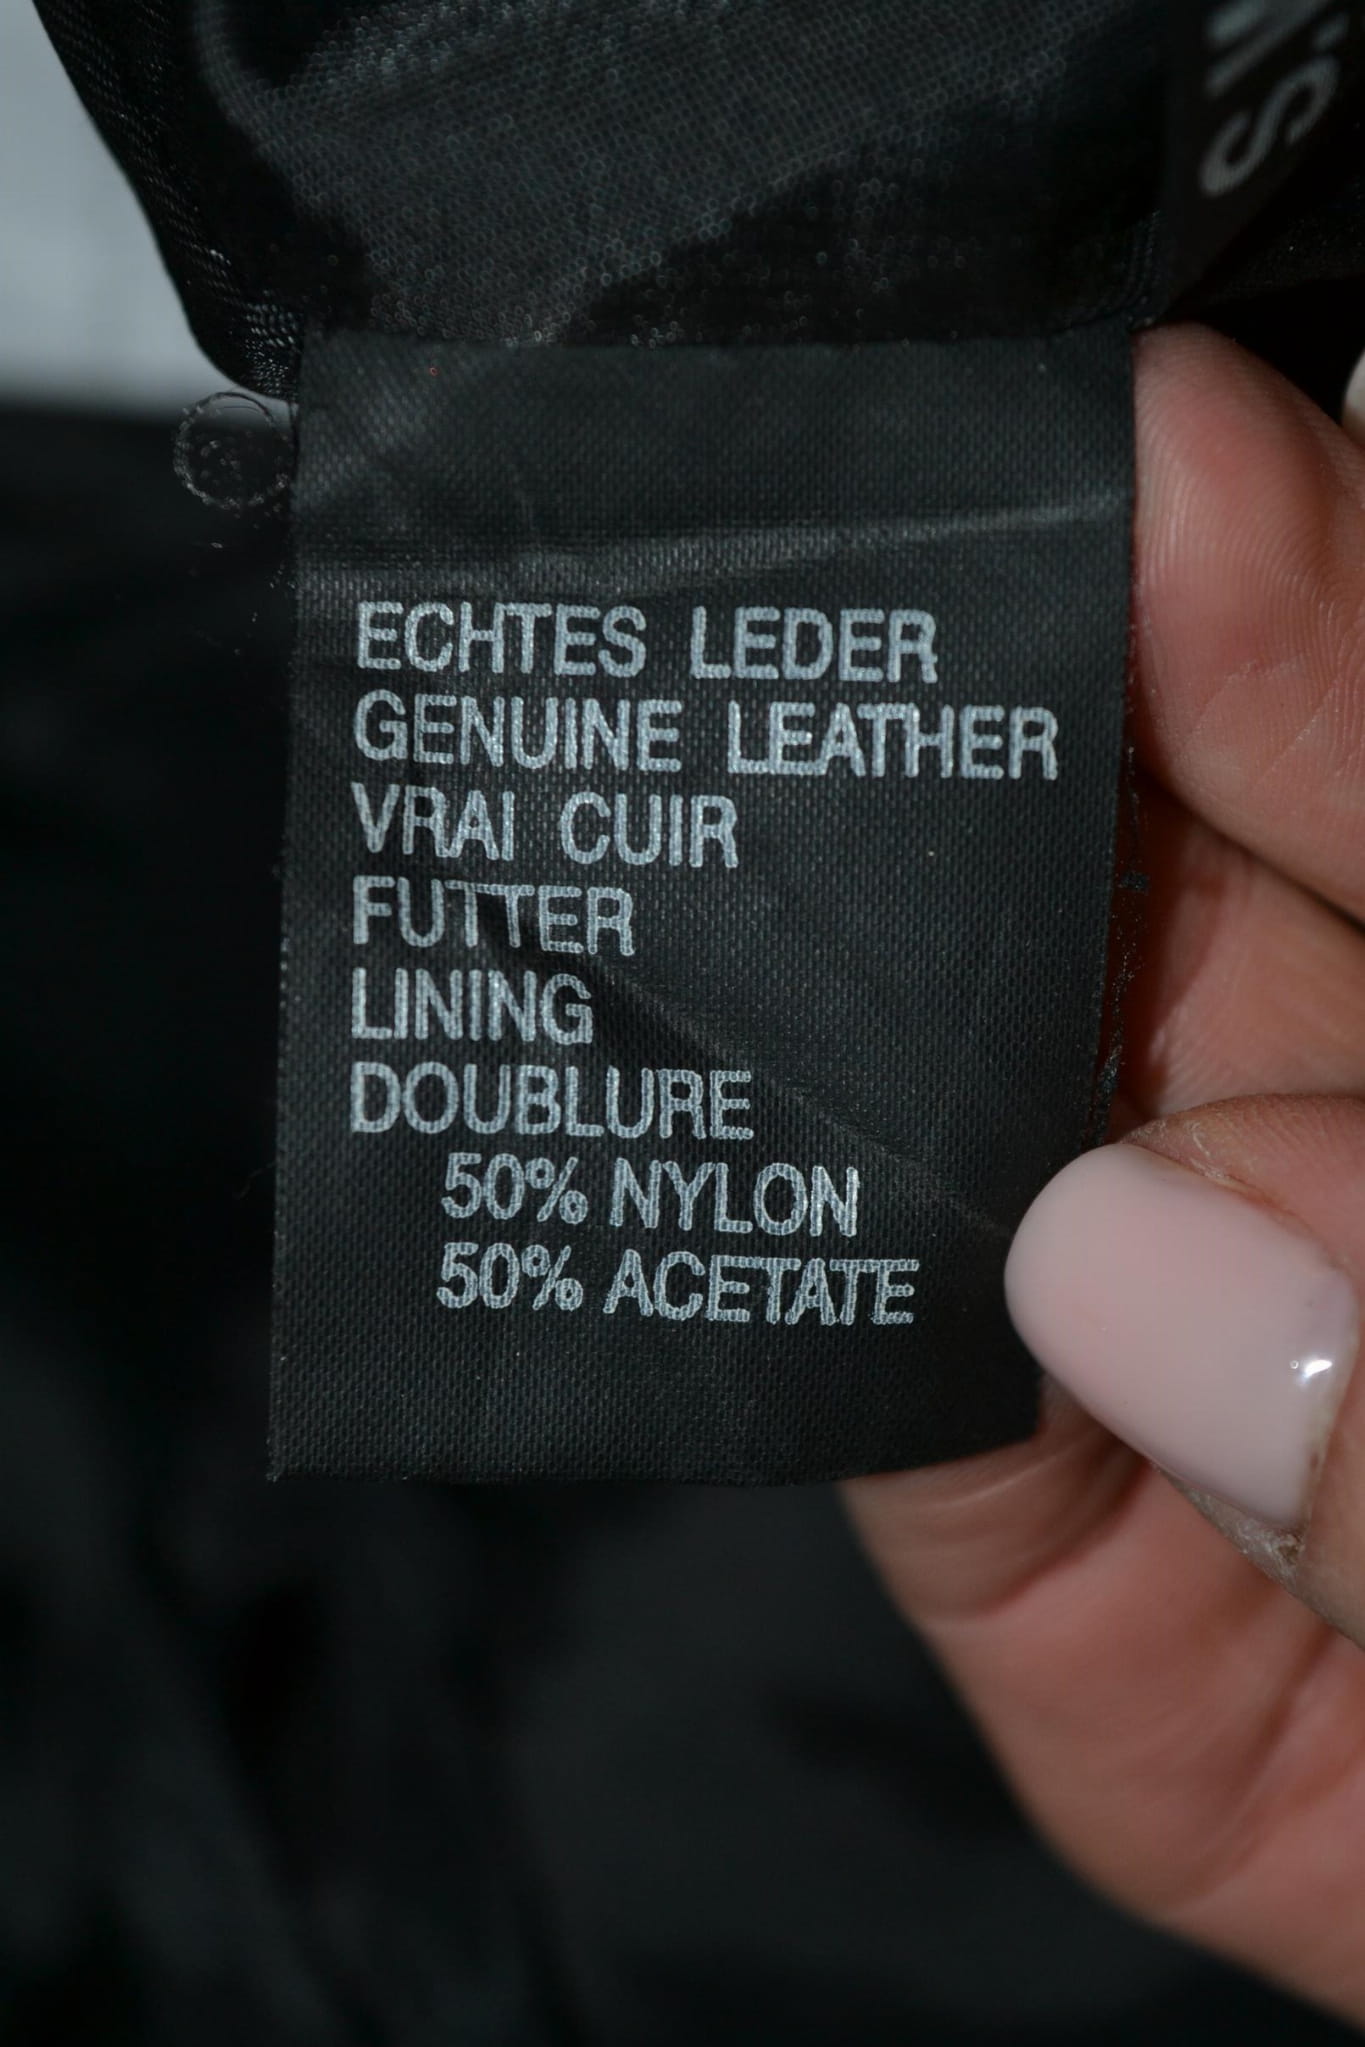 ECHTES LEDER
GENUINE LEATHER
VRAI CUIR
FUTTER
LINING
DOUBLURE
50% NYLON
50% ACETATE